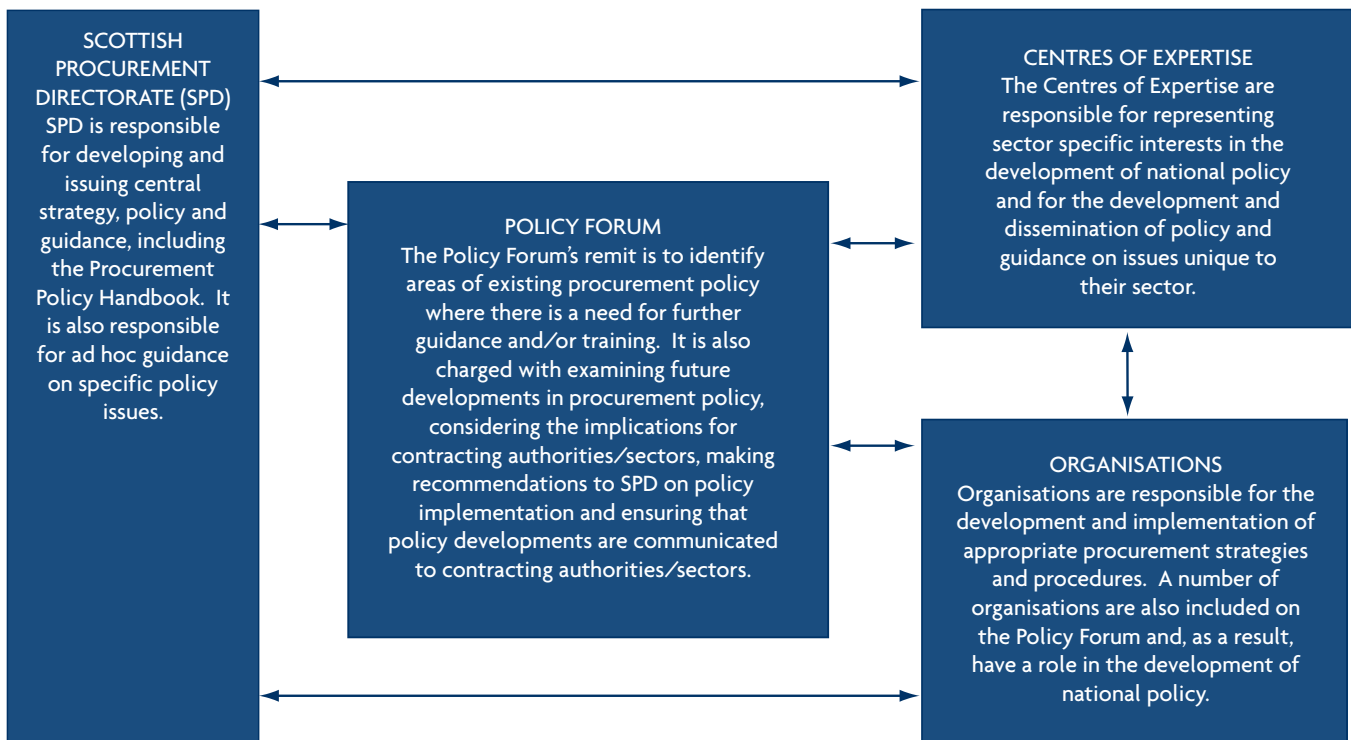 SCOTTISH
PROCUREMENT
DIRECTORATE (SPD)
SPD is responsible
for developing and
issuing central
strategy, policy and
guidance, including
the Procurement
Policy Handbook. It
is also responsible
for ad hoc guidance
on specific policy
issues.
POLICY FORUM
The Policy Forum's remit is to identify
areas of existing procurement policy
where there is a need for further
guidance and/or training. It is also
charged with examining future
developments in procurement policy,
considering the implications for
contracting authorities/sectors, making
recommendations to SPD on policy
implementation and ensuring that
policy developments are communicated
to contracting authorities/sectors.
CENTRES OF EXPERTISE
The Centres of Expertise are
responsible for representing
sector specific interests in the
development of national policy
and for the development and
dissemination of policy and
guidance on issues unique to
their sector.
ORGANISATIONS
Organisations are responsible for the
development and implementation of
appropriate procurement strategies
and procedures. A number of
organisations are also included on
the Policy Forum and, as a result,
have a role in the development of
national policy.